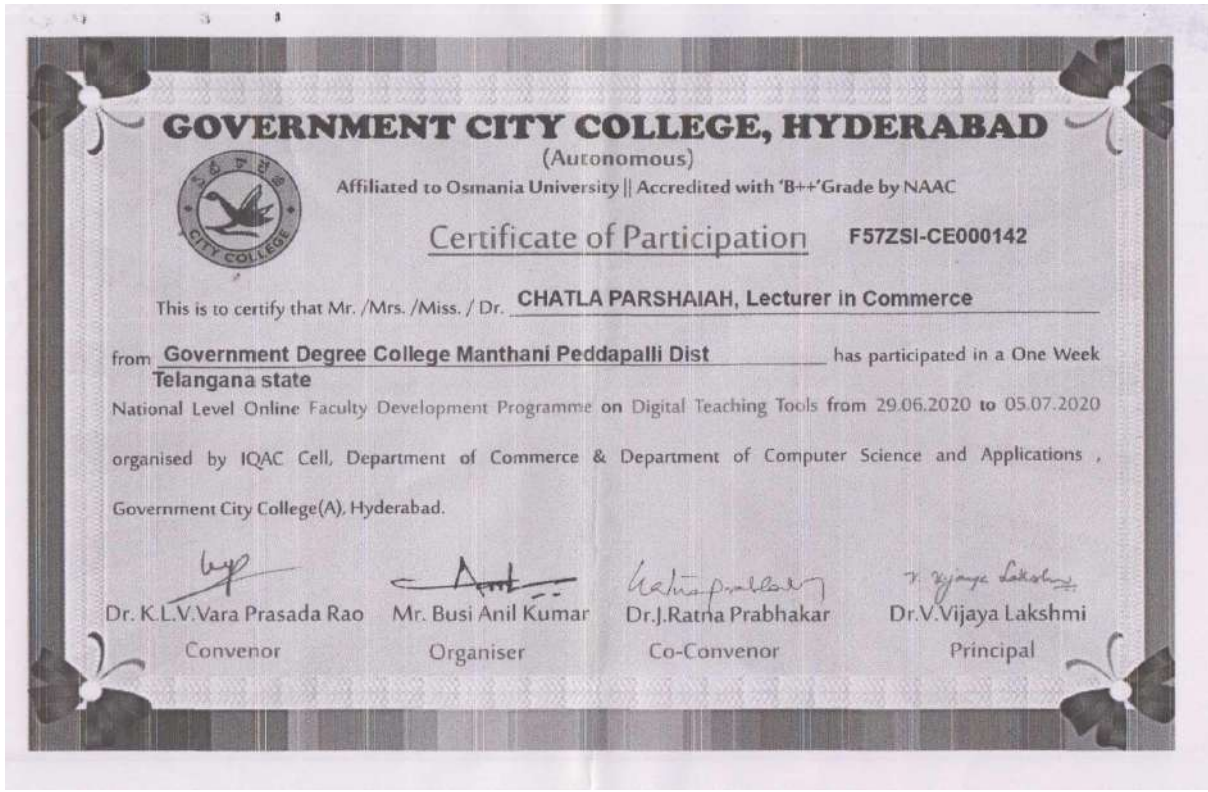 GOVERNMENT CITY COLLEGE, HYDERABAD
(Autonomous)
Affiliated to Osmania University || Accredited with 'B++'Grade by NAAC
CITY COLLEGE
Certificate of Participation F57ZSI-CE000142
This is to certify that Mr. /Mrs. /Miss. / Dr. CHATLA PARSHAIAH, Lecturer in Commerce
from Government Degree College Manthani Peddapalli Dist has participated in a One Week
Telangana state
National Level Online Faculty Development Programme on Digital Teaching Tools from 29.06.2020 to 05.07.2020
organised by IQAC Cell, Department of Commerce & Department of Computer Science and Applications ,
Government City College(A), Hyderabad.
V. Vijaya Lakshmi
Dr. K.L.V.Vara Prasada Rao Mr. Busi Anil Kumar Dr.J.Ratna Prabhakar Dr.V.Vijaya Lakshmi
Convenor Organiser Co-Convenor Principal